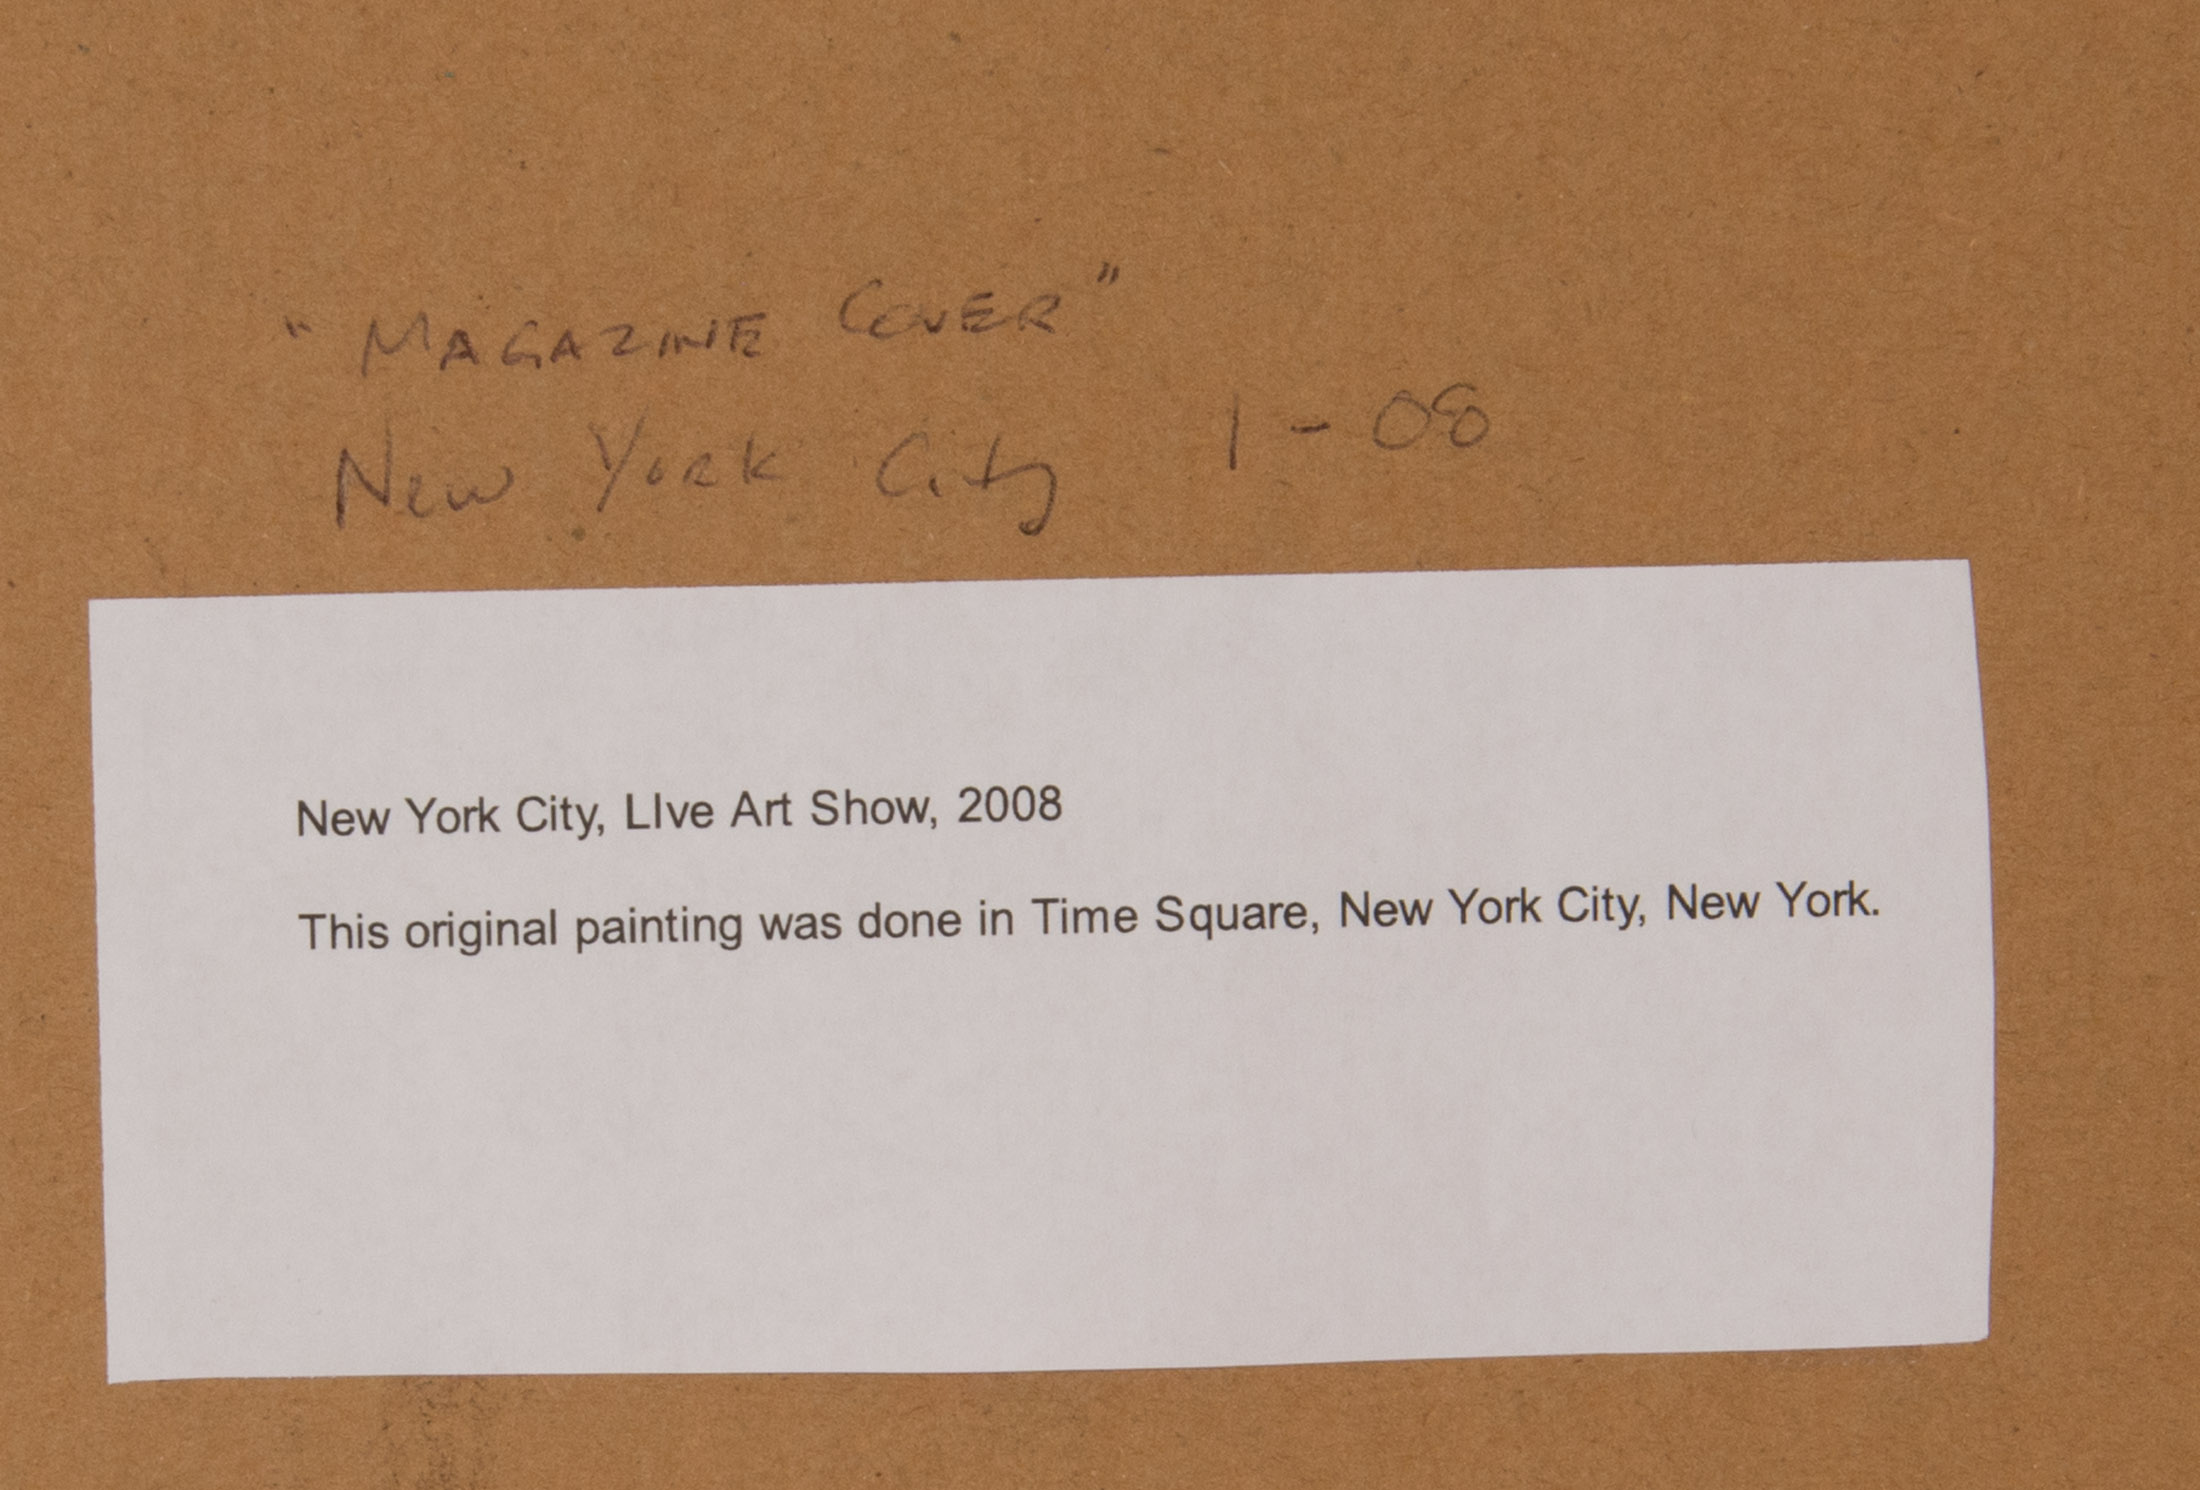 "MAGAZINE COVER"
New York City 1-08
New York City, LIve Art Show, 2008
This original painting was done in Time Square, New York City, New York.